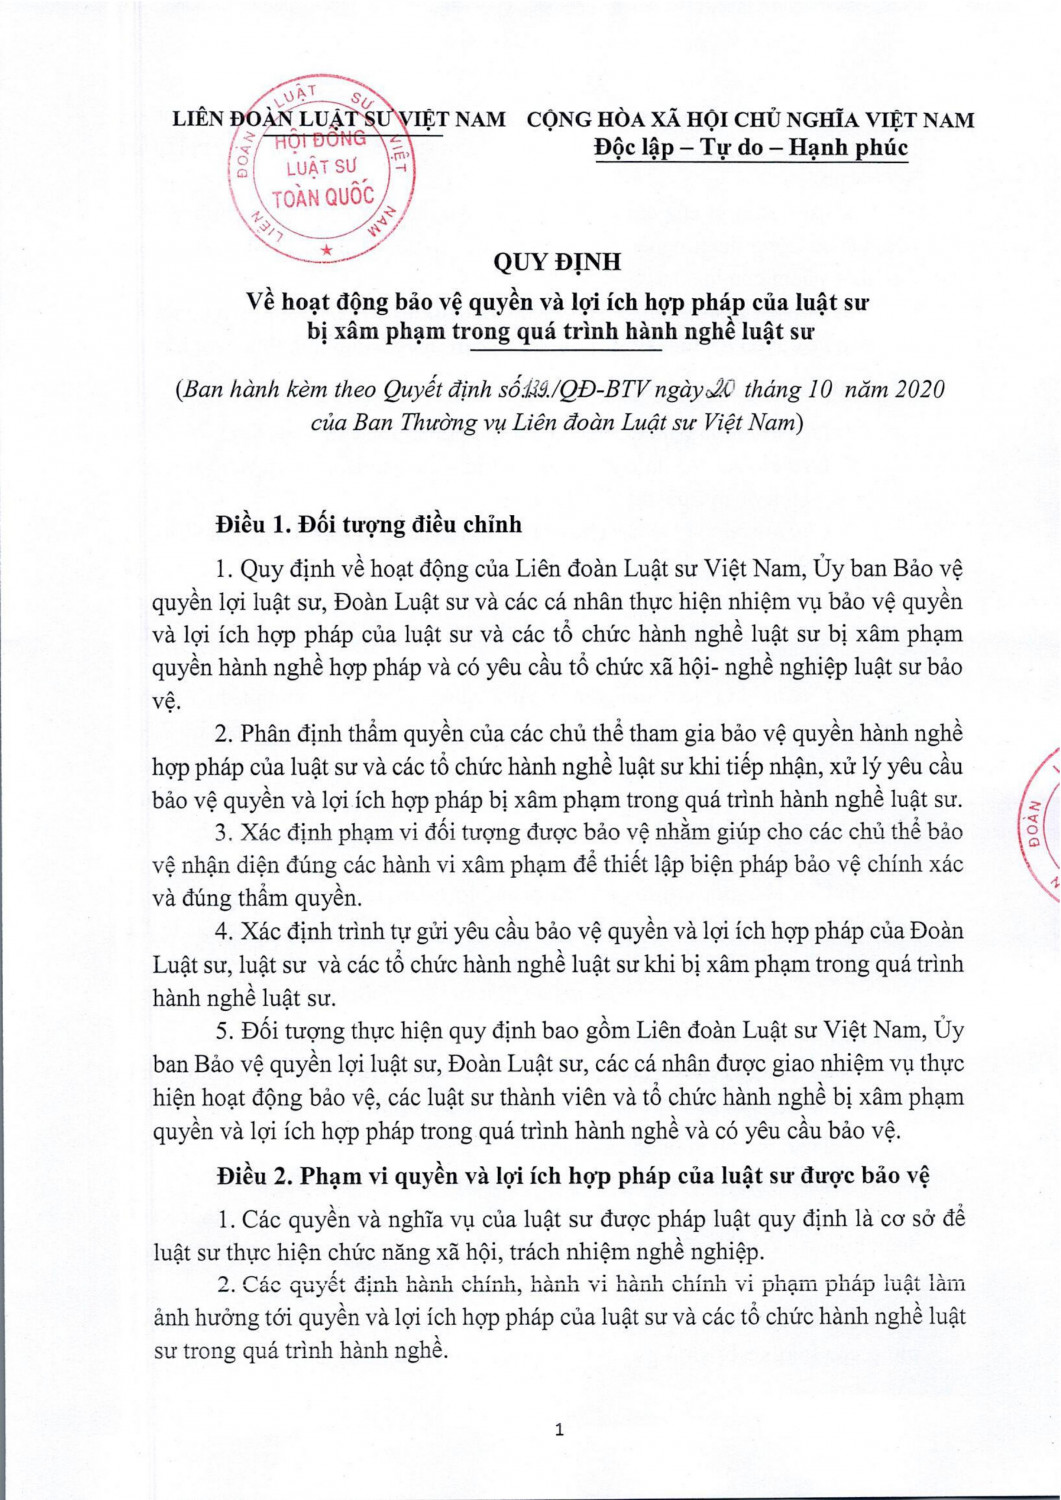 LIÊN ĐOÀN LUẬT SƯ VIỆT NAM
CỘNG HÒA XÃ HỘI CHỦ NGHĨA VIỆT NAM
Độc lập – Tự do – Hạnh phúc
LIÊN ĐOÀN LUẬT SƯ VIỆT NAM
HỘI ĐỒNG
LUẬT SƯ
TOÀN QUỐC
QUY ĐỊNH
Về hoạt động bảo vệ quyền và lợi ích hợp pháp của luật sư
bị xâm phạm trong quá trình hành nghề luật sư
(Ban hành kèm theo Quyết định số:139./QĐ-BTV ngày 20 tháng 10 năm 2020
của Ban Thường vụ Liên đoàn Luật sư Việt Nam)
Điều 1. Đối tượng điều chỉnh
1. Quy định về hoạt động của Liên đoàn Luật sư Việt Nam, Ủy ban Bảo vệ
quyền lợi luật sư, Đoàn Luật sư và các cá nhân thực hiện nhiệm vụ bảo vệ quyền
và lợi ích hợp pháp của luật sư và các tổ chức hành nghề luật sư bị xâm phạm
quyền hành nghề hợp pháp và có yêu cầu tổ chức xã hội- nghề nghiệp luật sư bảo
vệ.
2. Phân định thẩm quyền của các chủ thể tham gia bảo vệ quyền hành nghề
hợp pháp của luật sư và các tổ chức hành nghề luật sư khi tiếp nhận, xử lý yêu cầu
bảo vệ quyền và lợi ích hợp pháp bị xâm phạm trong quá trình hành nghề luật sư.
3. Xác định phạm vi đối tượng được bảo vệ nhằm giúp cho các chủ thể bảo
vệ nhận diện đúng các hành vi xâm phạm để thiết lập biện pháp bảo vệ chính xác
và đúng thẩm quyền.
ĐOÀN
4. Xác định trình tự gửi yêu cầu bảo vệ quyền và lợi ích hợp pháp của Đoàn
Luật sư, luật sư và các tổ chức hành nghề luật sư khi bị xâm phạm trong quá trình
hành nghề luật sư.
5. Đối tượng thực hiện quy định bao gồm Liên đoàn Luật sư Việt Nam, Ủy
ban Bảo vệ quyền lợi luật sư, Đoàn Luật sư, các cá nhân được giao nhiệm vụ thực
hiện hoạt động bảo vệ, các luật sư thành viên và tổ chức hành nghề bị xâm phạm
quyền và lợi ích hợp pháp trong quá trình hành nghề và có yêu cầu bảo vệ.
Điều 2. Phạm vi quyền và lợi ích hợp pháp của luật sư được bảo vệ
1. Các quyền và nghĩa vụ của luật sư được pháp luật quy định là cơ sở để
luật sư thực hiện chức năng xã hội, trách nhiệm nghề nghiệp.
2. Các quyết định hành chính, hành vi hành chính vi phạm pháp luật làm
ảnh hưởng tới quyền và lợi ích hợp pháp của luật sư và các tổ chức hành nghề luật
sư trong quá trình hành nghề.
1